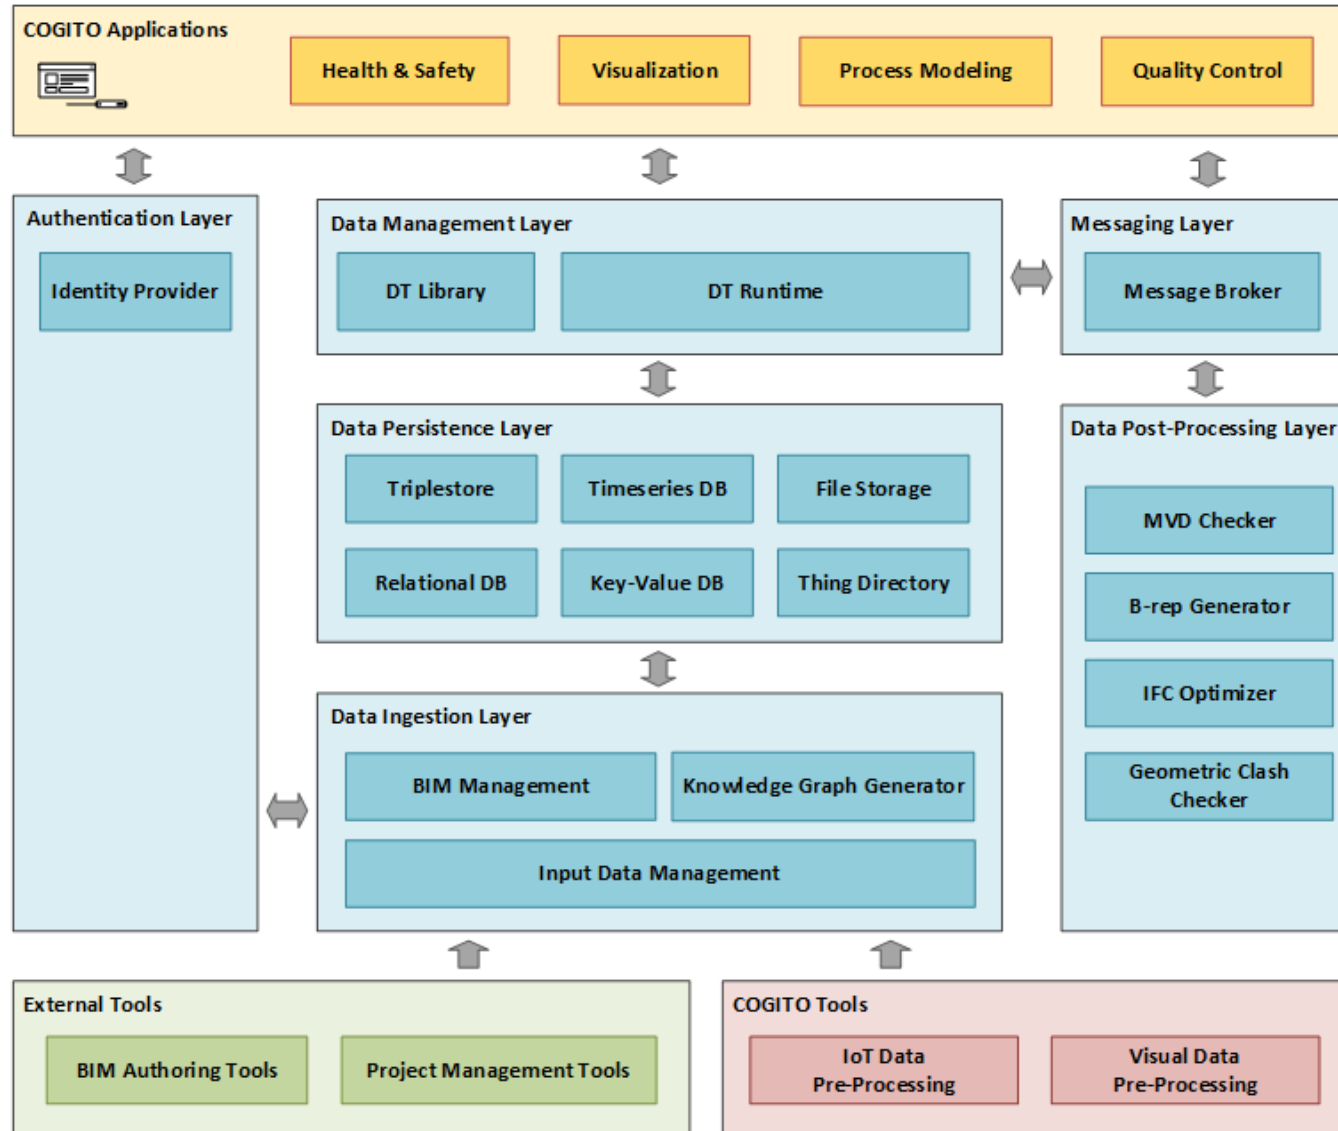 COGITO Applications
Health & Safety
Visualization
Process Modeling
Quality Control
Authentication Layer
Identity Provider
Data Management Layer
DT Library
DT Runtime
Messaging Layer
Message Broker
Data Persistence Layer
Triplestore
Timeseries DB
File Storage
Relational DB
Key-Value DB
Thing Directory
Data Post-Processing Layer
MVD Checker
B-rep Generator
IFC Optimizer
Geometric Clash
Checker
Data Ingestion Layer
BIM Management
Knowledge Graph Generator
Input Data Management
External Tools
BIM Authoring Tools
Project Management Tools
COGITO Tools
IoT Data
Pre-Processing
Visual Data
Pre-Processing